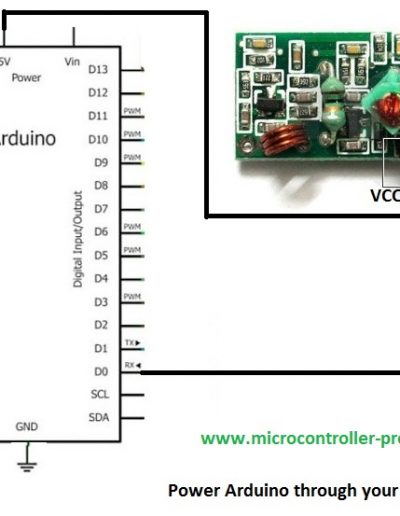 5V
Vin
Power
Arduino
D13
D12
PWM
D11
PWM
D10
PWM
D9
D8
D7
PWM
D6
PWM
D5
D4
PWM
D3
D2
TX
D1
RX
D0
SCL
SDA
Digital Input/Output
GND
VCC
www.microcontroller-pro
Power Arduino through your